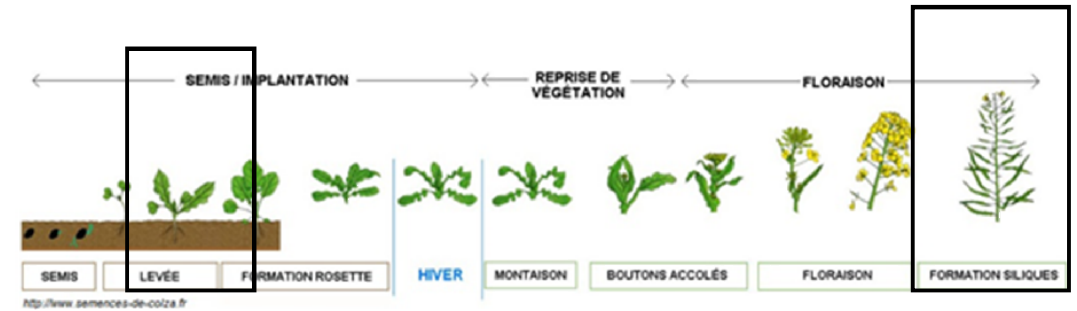 SEMIS / IMPLANTATION
REPRISE DE
VÉGÉTATION
FLORAISON
SEMIS
LEVÉE
FORMATION ROSETTE
HIVER
MONTAISON
BOUTONS ACCOLÉS
FLORAISON
FORMATION SILIQUES
http://www.semences-de-colza.fr